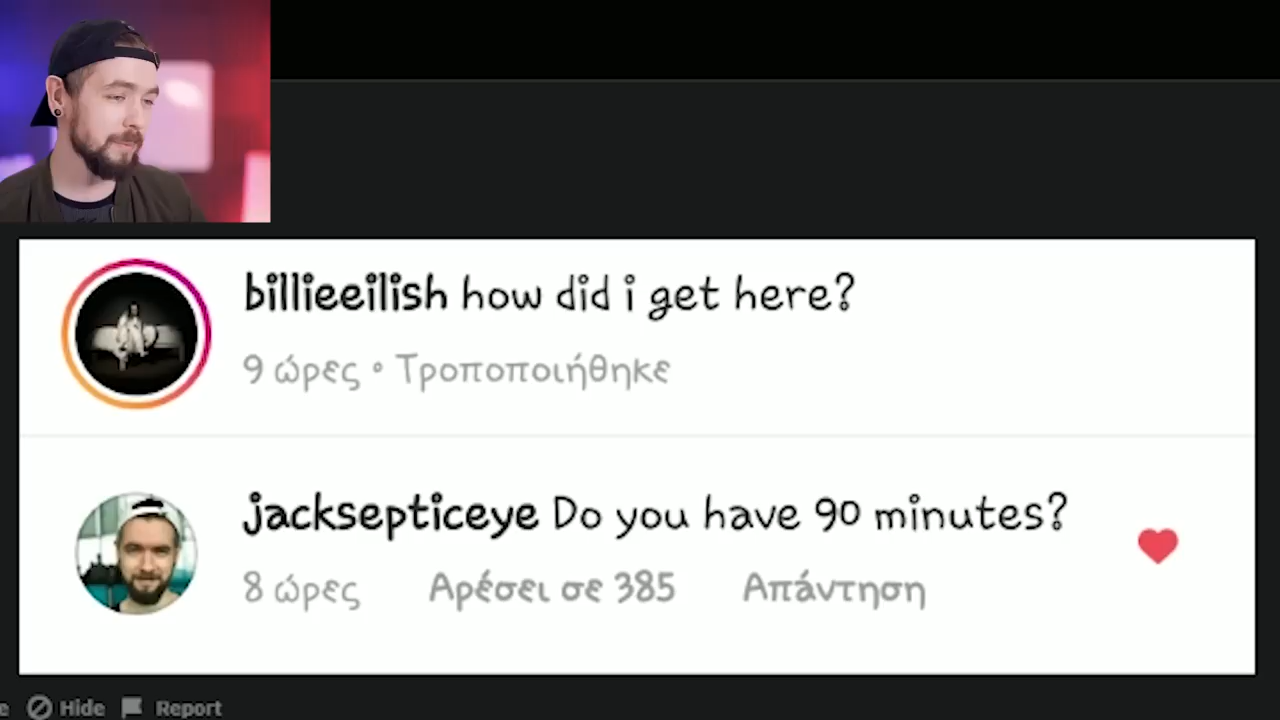 billieeilish how did i get here?
9 ώρες • Τροποποιήθηκε
jacksepticeye Do you have 90 minutes?
8 ώρες Αρέσει σε 385 Απάντηση
Hide Report